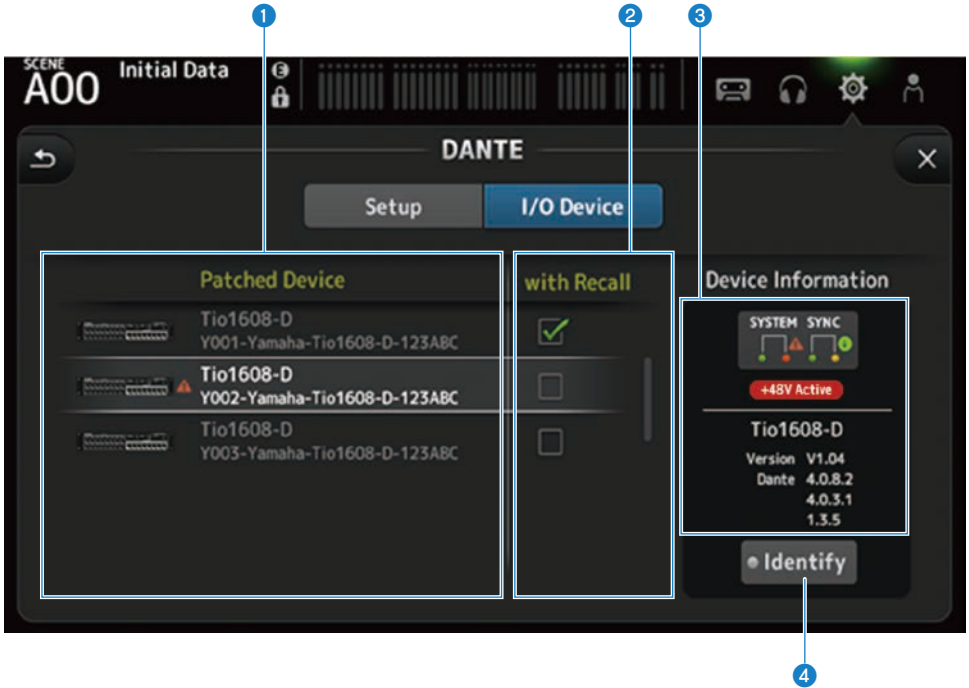 1
2
3
SCENE
A00
Initial Data
E
DANTE
Setup
I/O Device
Patched Device
with Recall
Device Information
Tio1608-D
Y001-Yamaha-Tio1608-D-123ABC
Tio1608-D
Y002-Yamaha-Tio1608-D-123ABC
Tio1608-D
Y003-Yamaha-Tio1608-D-123ABC
SYSTEM SYNC
+48V Active
Tio1608-D
Version V1.04
Dante 4.0.8.2
4.0.3.1
1.3.5
Identify
4